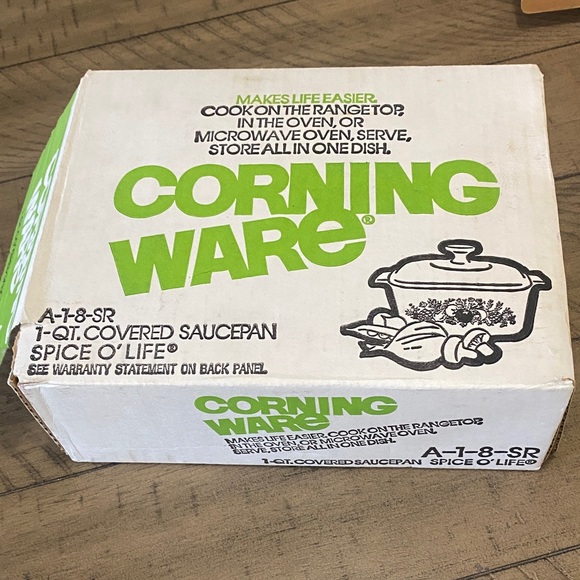 MAKES LIFE EASIER.
COOK ON THE RANGETOP,
IN THE OVEN, OR
MICROWAVE OVEN, SERVE,
STORE ALL IN ONE DISH.
CORNING
WARE®
A-1-8-SR
1-QT. COVERED SAUCEPAN
SPICE O' LIFE®
SEE WARRANTY STATEMENT ON BACK PANEL
CORNING
WARE
MAKES LIFE EASIER. COOK ON THE RANGETOP,
IN THE OVEN, OR MICROWAVE OVEN,
SERVE, STORE ALL IN ONE DISH.
A-1-8-SR
1-QT. COVERED SAUCEPAN SPICE O' LIFE®